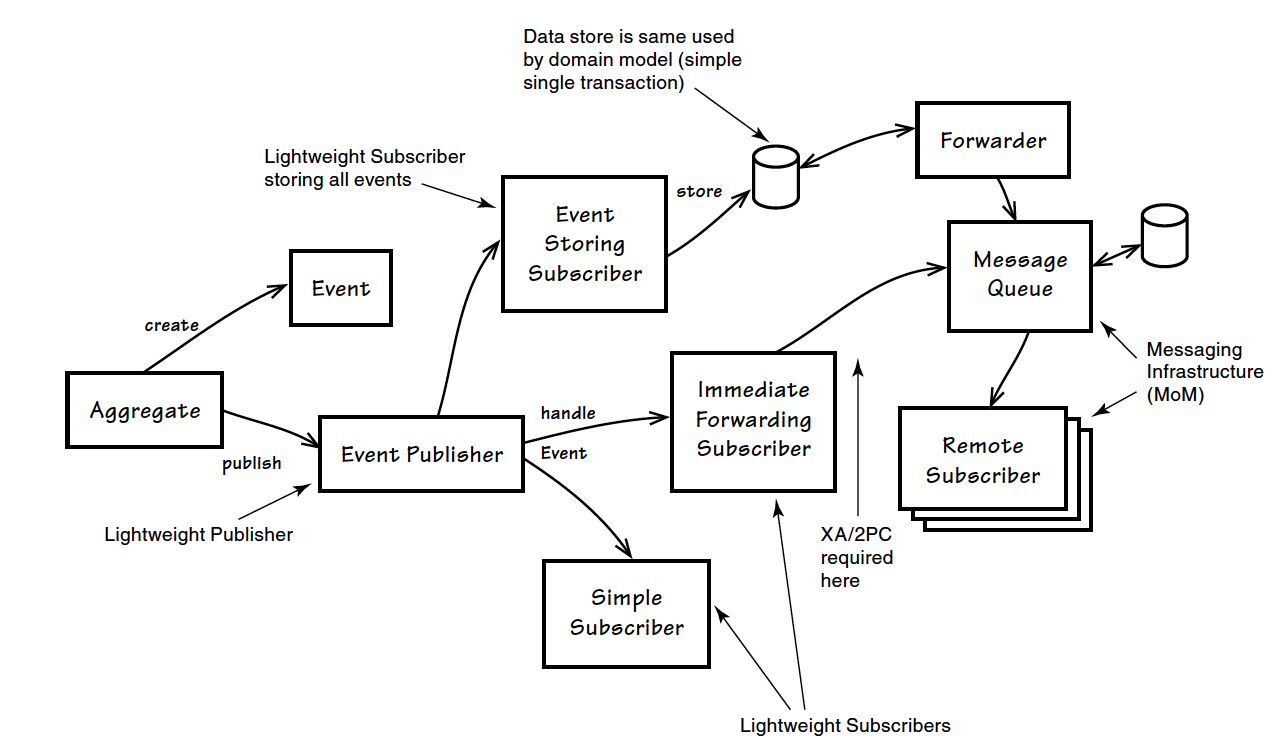 Data store is same used
by domain model (simple
single transaction)
Forwarder
Lightweight Subscriber
storing all events
store
Event
Storing
Subscriber
Message
Queue
Event
create
Messaging
Infrastructure
(MoM)
Aggregate
Immediate
Forwarding
Subscriber
handle
Event
publish
Event Publisher
Remote
Subscriber
Lightweight Publisher
XA/2PC
required
here
Simple
Subscriber
Lightweight Subscribers